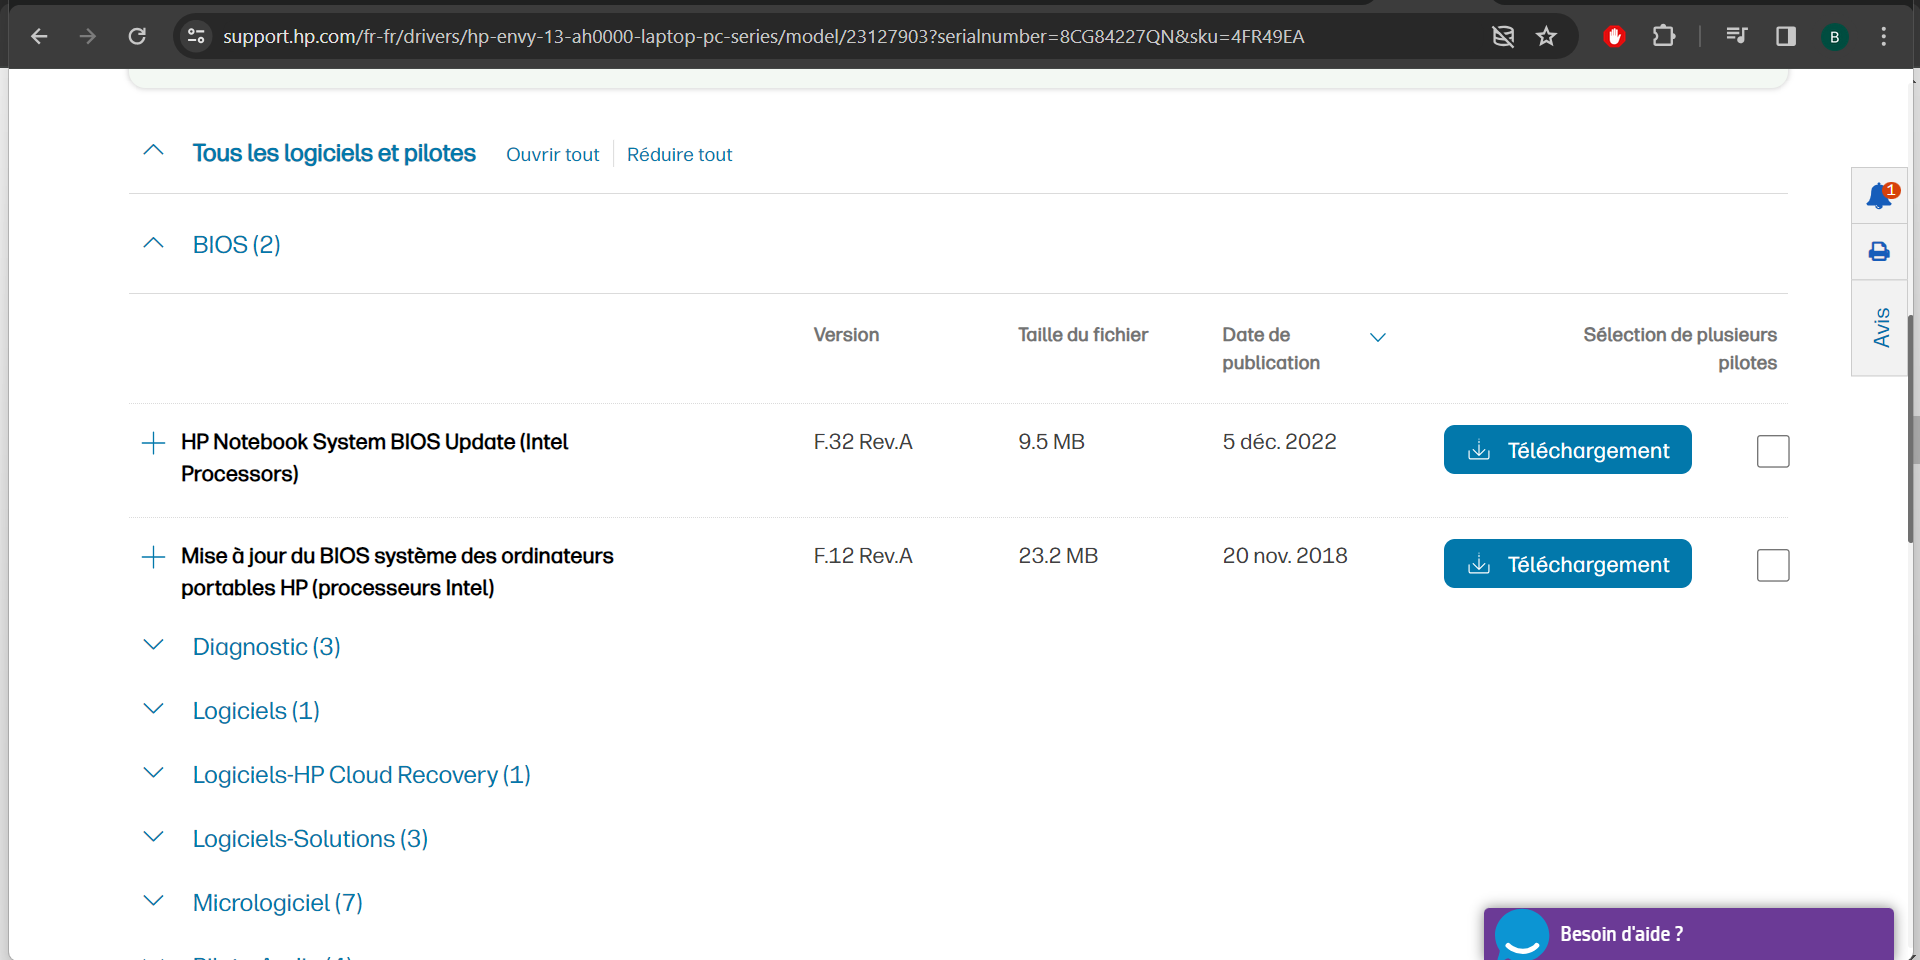 support.hp.com/fr-fr/drivers/hp-envy-13-ah0000-laptop-pc-series/model/23127903?serialnumber=8CG84227QN&sku=4FR49EA
B
Tous les logiciels et pilotes
Ouvrir tout
Réduire tout
1
BIOS (2)
Avis
Version
Taille du fichier
Date de
publication
Sélection de plusieurs
pilotes
HP Notebook System BIOS Update (Intel
Processors)
F.32 Rev.A
9.5 MB
5 déc. 2022
Téléchargement
Mise à jour du BIOS système des ordinateurs
portables HP (processeurs Intel)
F.12 Rev.A
23.2 MB
20 nov. 2018
Téléchargement
Diagnostic (3)
Logiciels (1)
Logiciels-HP Cloud Recovery (1)
Logiciels-Solutions (3)
Micrologiciel (7)
Besoin d'aide ?